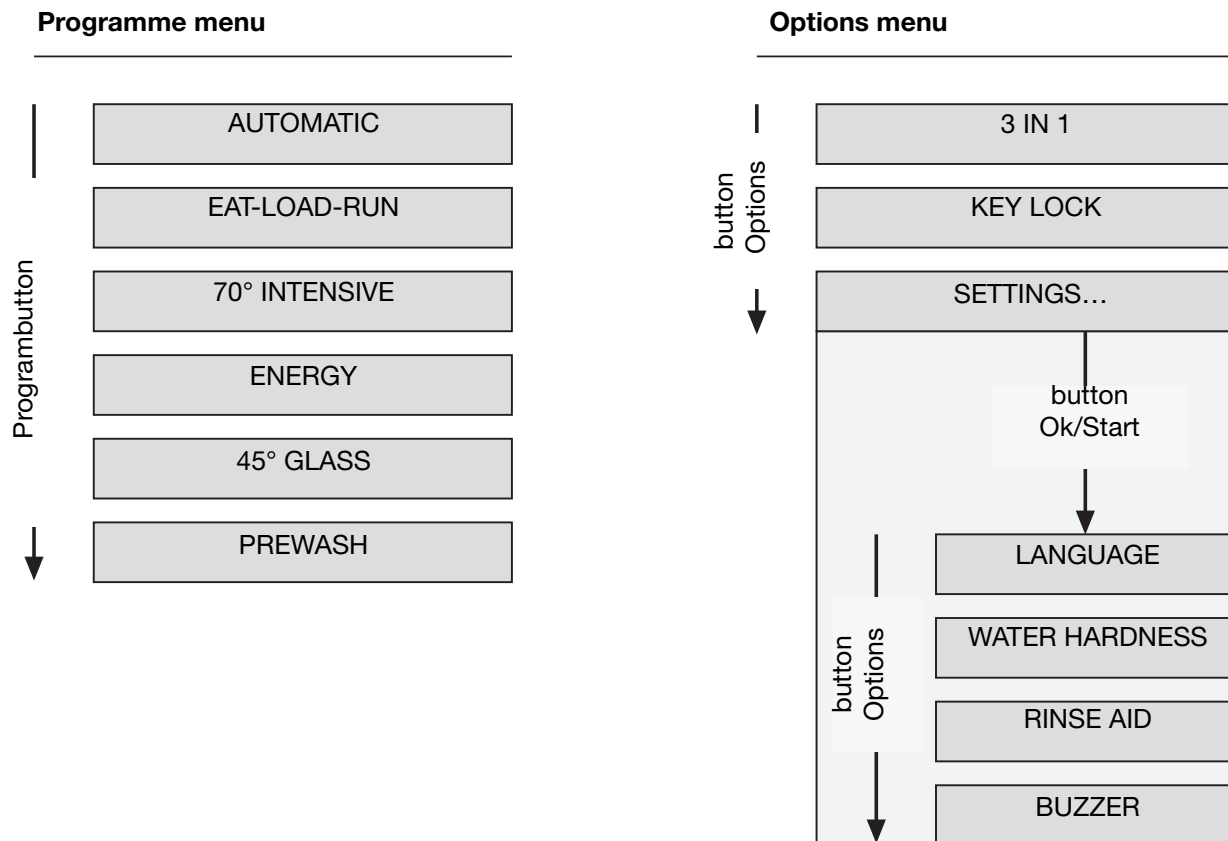 Programme menu
AUTOMATIC
EAT-LOAD-RUN
70° INTENSIVE
ENERGY
45° GLASS
PREWASH
Programbutton
Options menu
3 IN 1
KEY LOCK
SETTINGS…
button
Options
button
Ok/Start
LANGUAGE
WATER HARDNESS
RINSE AID
BUZZER
button
Options